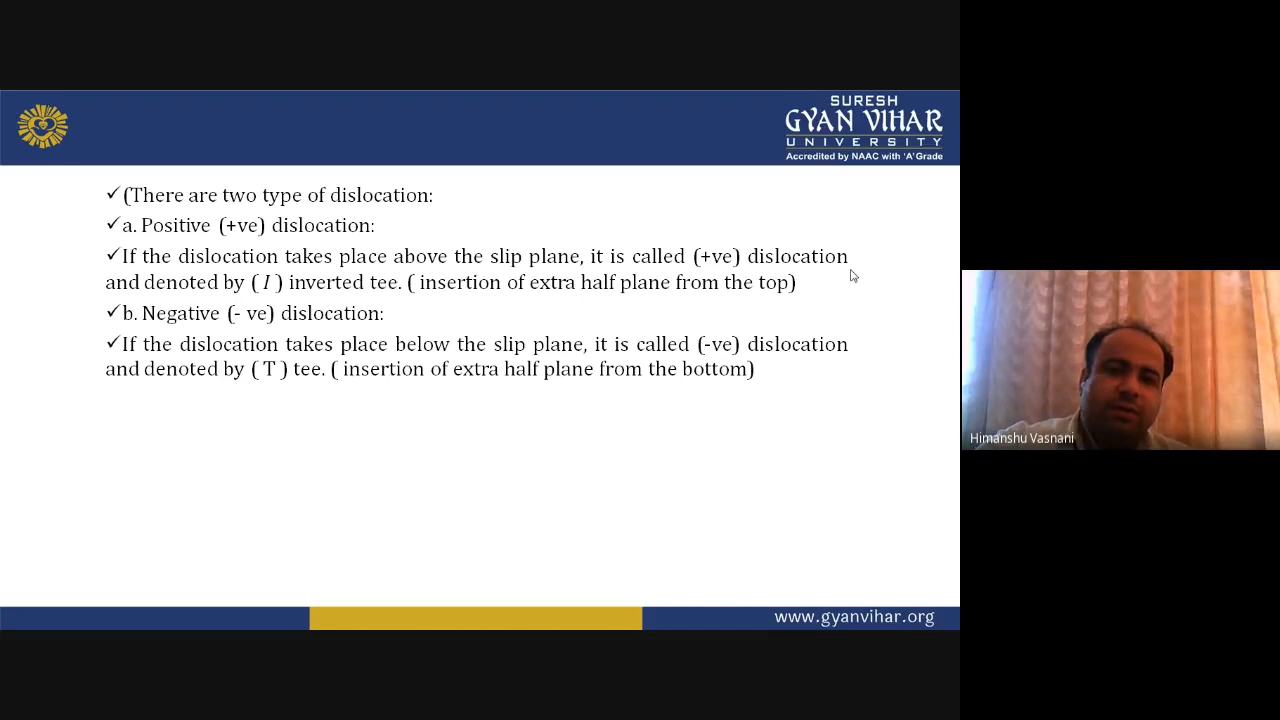 SURESH
GYAN VIHAR
UNIVERSITY
Accredited by NAAC with 'A' Grade
✓(There are two type of dislocation:
✓a. Positive (+ve) dislocation:
✓If the dislocation takes place above the slip plane, it is called (+ve) dislocation
and denoted by ( I ) inverted tee. ( insertion of extra half plane from the top)
✓b. Negative (- ve) dislocation:
✓If the dislocation takes place below the slip plane, it is called (-ve) dislocation
and denoted by ( T ) tee. ( insertion of extra half plane from the bottom)
Himanshu Vasnani
www.gyanvihar.org